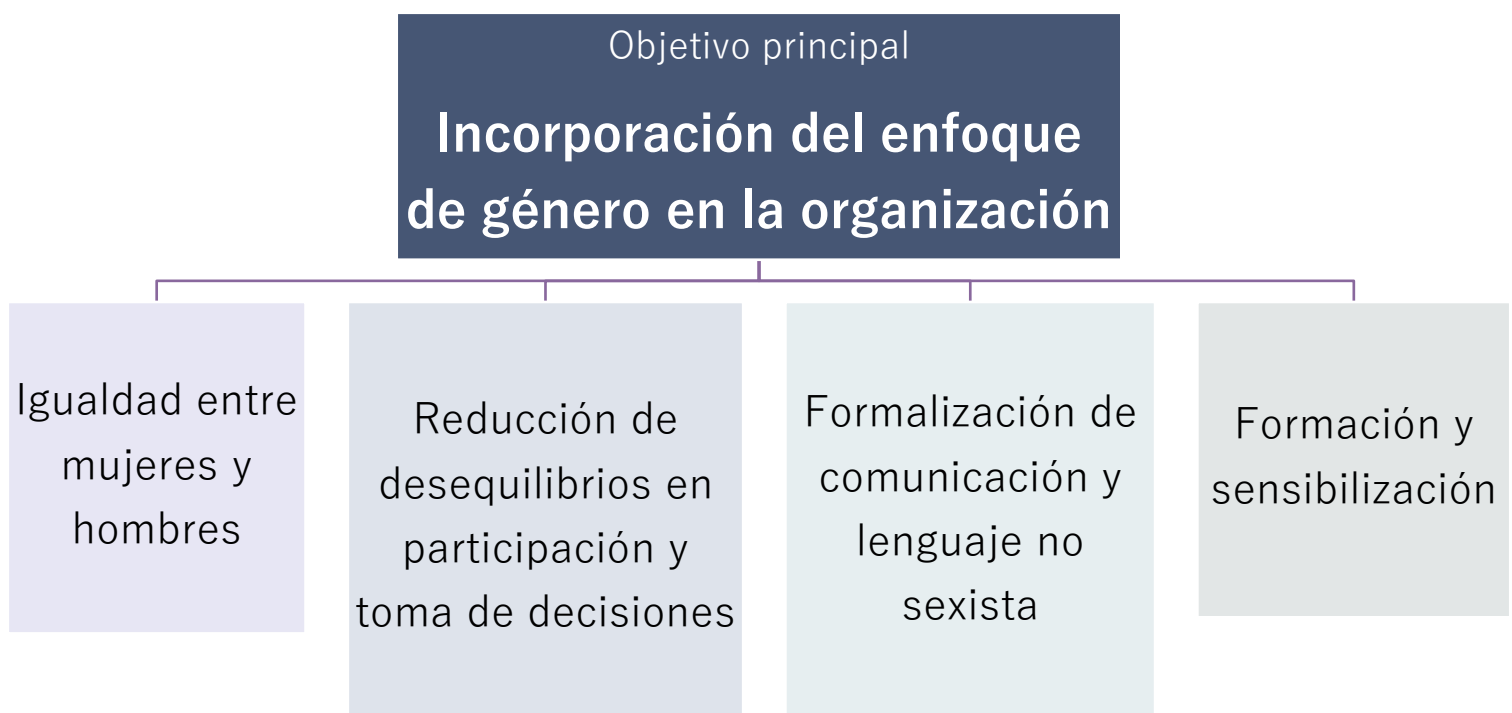 Objetivo principal
Incorporación del enfoque
de género en la organización
Igualdad entre
mujeres y
hombres
Reducción de
desequilibrios en
participación y
toma de decisiones
Formalización de
comunicación y
lenguaje no
sexista
Formación y
sensibilización